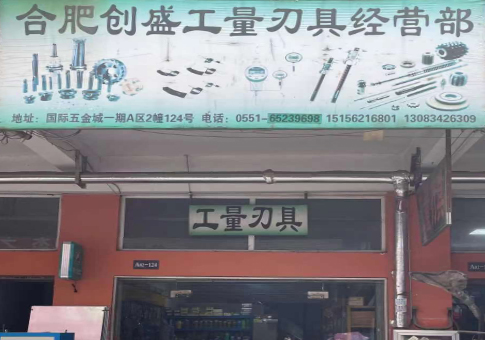 合肥创盛工量刃具经营部
地址：国际五金城一期A区2幢124号 电话：0551-65239698 15156216801 13083426309
工量刃具